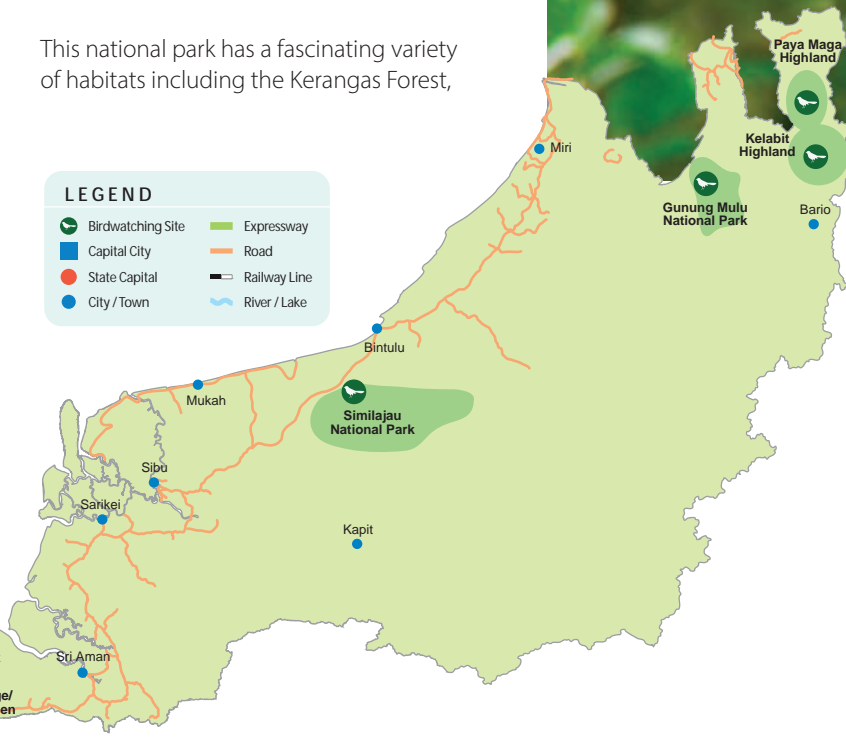 This national park has a fascinating variety
of habitats including the Kerangas Forest,
Paya Maga
Highland
Kelabit
Highland
Miri
Gunung Mulu
National Park
Bario
LEGEND
Birdwatching Site
Expressway
Capital City
Road
State Capital
Railway Line
City / Town
River / Lake
Bintulu
Mukah
Similajau
National Park
Sibu
Sarikei
Kapit
Sri Aman
ge/
en